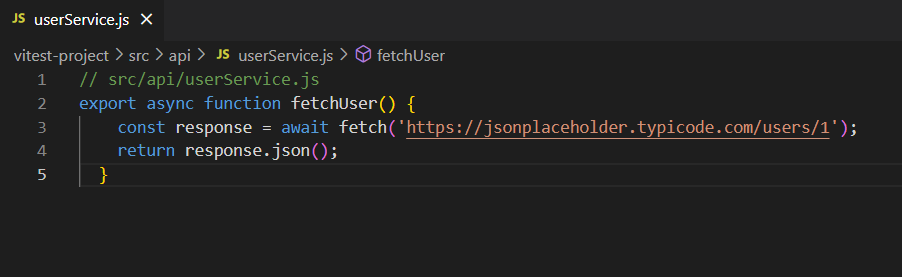 JS userService.js ×
vitest-project > src > api > JS userService.js > fetchUser
1 // src/api/userService.js
2 export async function fetchUser() {
3     const response = await fetch('https://jsonplaceholder.typicode.com/users/1');
4     return response.json();
5   }